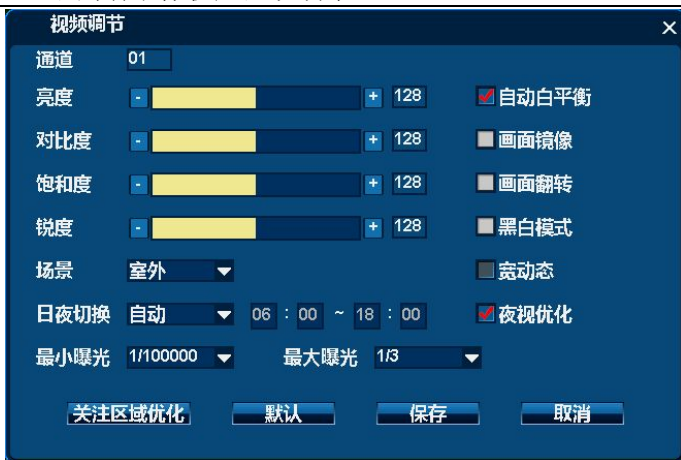 视频调节 ×
通道 01
亮度 - + 128 自动白平衡
对比度 - + 128 画面镜像
饱和度 - + 128 画面翻转
锐度 - + 128 黑白模式
场景 室外 宽动态
日夜切换 自动 06 : 00 ~ 18 : 00 夜视优化
最小曝光 1/100000 最大曝光 1/3
关注区域优化 默认 保存 取消